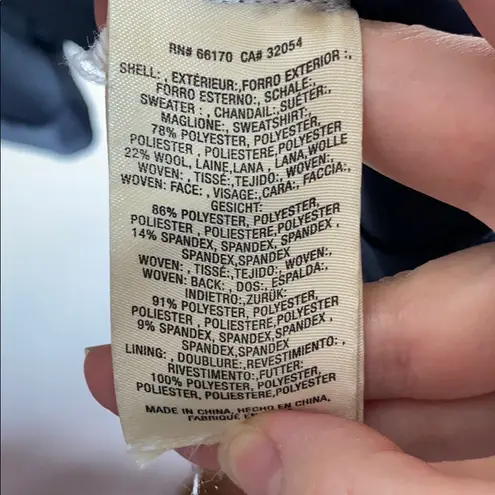 RN# 66170 CA# 32054
SHELL: , EXTÉRIEUR:,FORRO EXTERIOR :,
FORRO ESTERNO:, SCHALE:
SWEATER : , CHANDAIL:,SUÉTER:,
MAGLIONE:, SWEATSHIRT:,
78% POLYESTER, POLYESTER,
POLIESTER , POLIESTERE,POLYESTER
22% WOOL, LAINE,LANA , LANA,WOLLE
WOVEN:, TISSÉ:,TEJIDO:, WOVEN:,
WOVEN: FACE:, VISAGE:,CARA:, FACCIA:,
GESICHT:
86% POLYESTER, POLYESTER,
POLIESTER , POLIESTERE,POLYESTER
14% SPANDEX, SPANDEX, SPANDEX ,
SPANDEX,SPANDEX
WOVEN: , TISSÉ:,TEJIDO:, WOVEN:,
WOVEN: BACK: , DOS:, ESPALDA:,
INDIETRO:,ZURÜK:
91% POLYESTER, POLYESTER,
POLIESTER , POLIESTERE,POLYESTER
9% SPANDEX, SPANDEX,SPANDEX ,
SPANDEX,SPANDEX
LINING: , DOUBLURE:,REVESTIMIENTO: ,
RIVESTIMENTO:,FUTTER:
100% POLYESTER, POLYESTER,
POLIESTER, POLIESTERE,POLYESTER
MADE IN CHINA, HECHO EN CHINA,
FABRIQUÉ